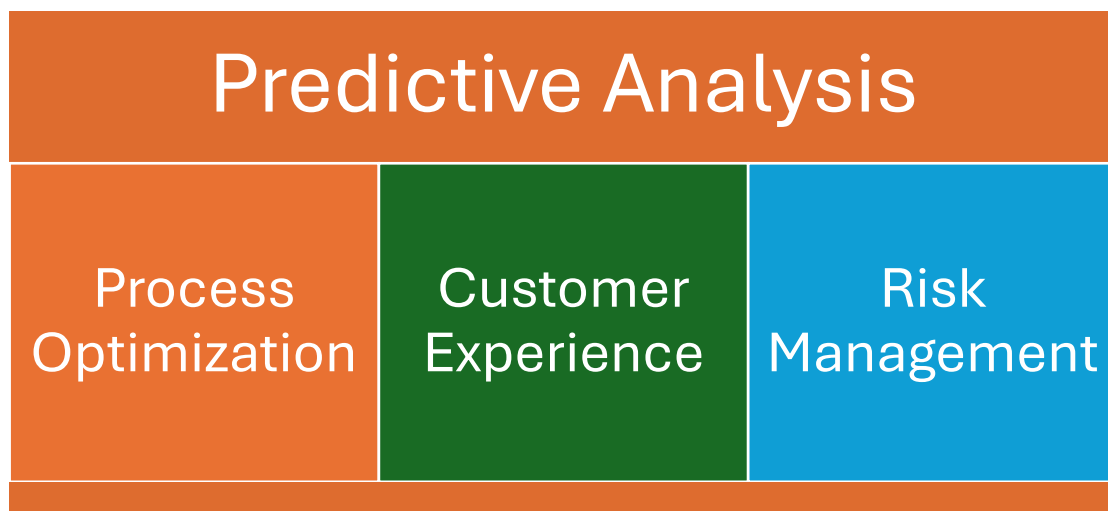 Predictive Analysis
Process
Optimization
Customer
Experience
Risk
Management